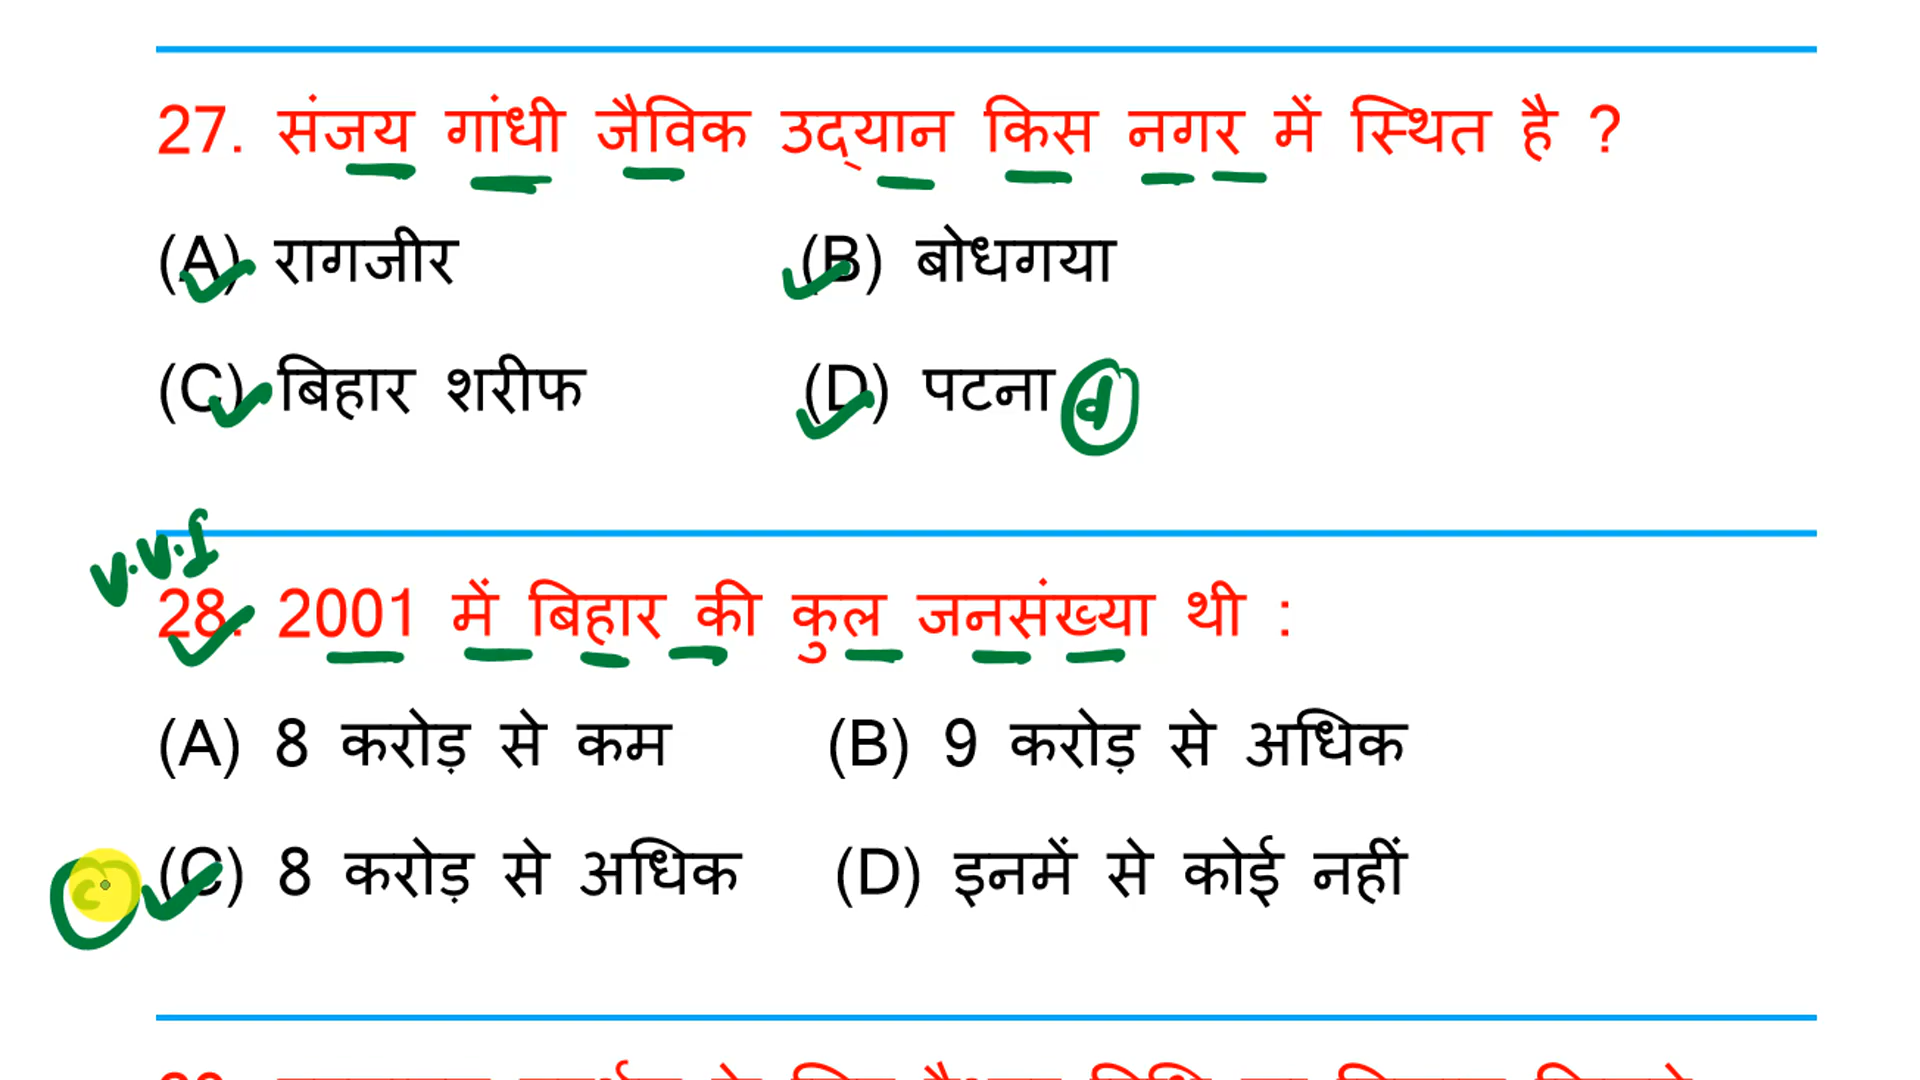 27. संजय गांधी जैविक उद्‌यान किस नगर में स्थित है ?
(A) रागजीर (B) बोधगया
(C) बिहार शरीफ (D) पटना d
V.V.I
28. 2001 में बिहार की कुल जनसंख्या थी :
(A) 8 करोड़ से कम (B) 9 करोड़ से अधिक
c (C) 8 करोड़ से अधिक (D) इनमें से कोई नहीं